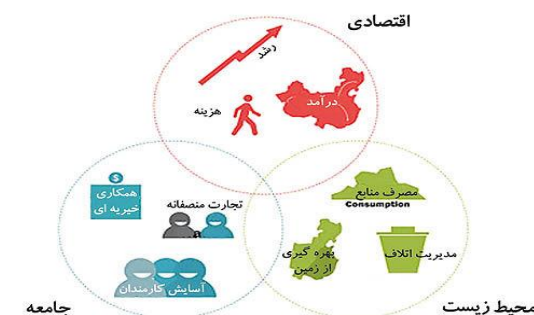 اقتصادی
رشد
درآمد
هزینه
همکاری
خیریه ای
$
تجارت منصفانه
a
آسایش کارمندان
جامعه
مصرف منابع
Consumption
بهره گیری
از زمین
مدیریت اتلاف
محیط زیست